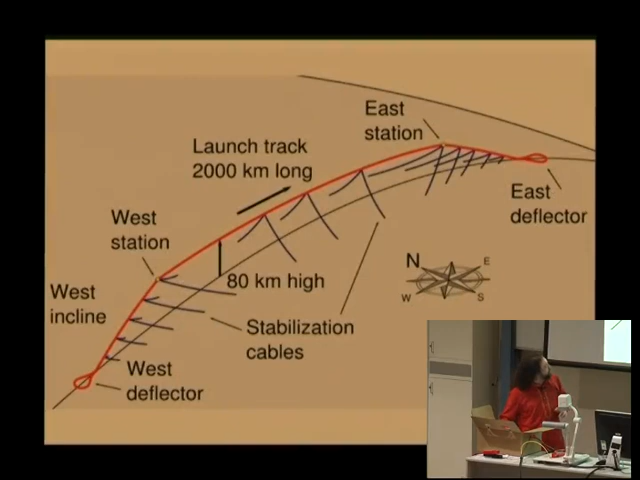 East
station
Launch track
2000 km long
East
deflector
West
station
N
E
W
S
80 km high
West
incline
Stabilization
cables
West
deflector